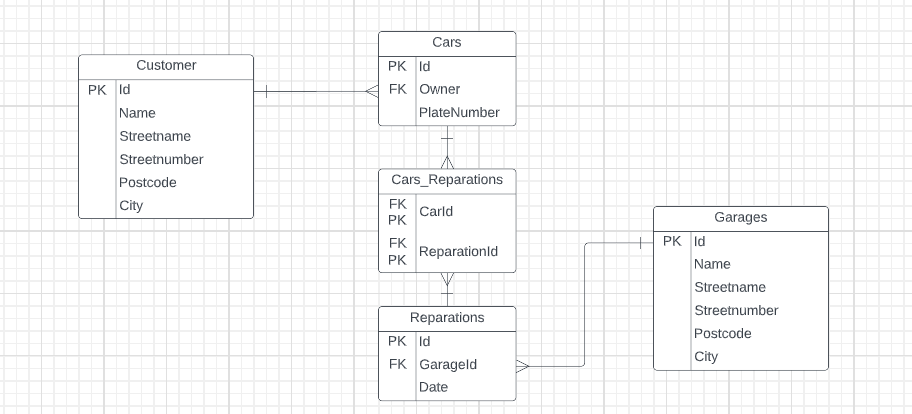 Customer
PK Id
Name
Streetname
Streetnumber
Postcode
City
Cars
PK Id
FK Owner
PlateNumber
Cars_Reparations
FK
PK
CarId
FK
PK
ReparationId
Reparations
PK Id
FK GarageId
Date
Garages
PK Id
Name
Streetname
Streetnumber
Postcode
City